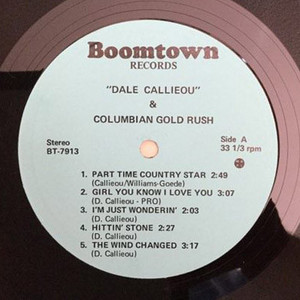 Boomtown
RECORDS
"DALE CALLIEOU"
&
COLUMBIAN GOLD RUSH
Stereo
BT-7913
Side A
33 1/3 rpm
1. PART TIME COUNTRY STAR 2:49
(Callieou/Williams-Goede)
2. GIRL YOU KNOW I LOVE YOU 3:07
(D. Callieou - PRO)
3. I'M JUST WONDERIN' 2:03
(D. Callieou)
4. HITTIN' STONE 2:27
(D. Callieou)
5. THE WIND CHANGED 3:17
(D. Callieou)